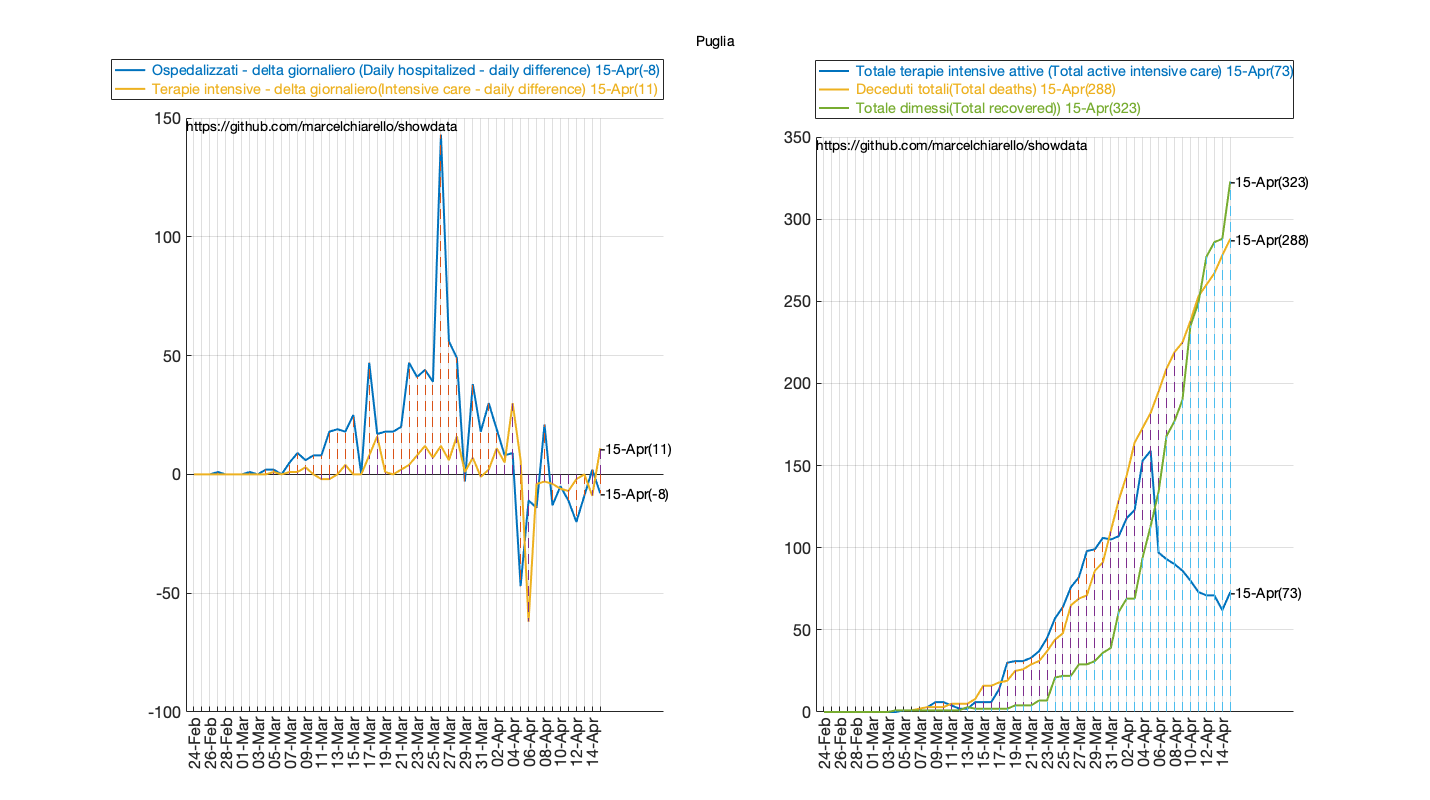 Puglia
Ospedalizzati - delta giornaliero (Daily hospitalized - daily difference) 15-Apr(-8)
Terapie intensive - delta giornaliero(Intensive care - daily difference) 15-Apr(11)
150
https://github.com/marcelchiarello/showdata
100
50
0
-50
-100
15-Apr(11)
15-Apr(-8)
24-Feb
26-Feb
28-Feb
01-Mar
03-Mar
05-Mar
07-Mar
09-Mar
11-Mar
13-Mar
15-Mar
17-Mar
19-Mar
21-Mar
23-Mar
25-Mar
27-Mar
29-Mar
31-Mar
02-Apr
04-Apr
06-Apr
08-Apr
10-Apr
12-Apr
14-Apr
Totale terapie intensive attive (Total active intensive care) 15-Apr(73)
Deceduti totali(Total deaths) 15-Apr(288)
Totale dimessi(Total recovered)) 15-Apr(323)
350
https://github.com/marcelchiarello/showdata
300
250
200
150
100
50
0
15-Apr(323)
15-Apr(288)
15-Apr(73)
24-Feb
26-Feb
28-Feb
01-Mar
03-Mar
05-Mar
07-Mar
09-Mar
11-Mar
13-Mar
15-Mar
17-Mar
19-Mar
21-Mar
23-Mar
25-Mar
27-Mar
29-Mar
31-Mar
02-Apr
04-Apr
06-Apr
08-Apr
10-Apr
12-Apr
14-Apr